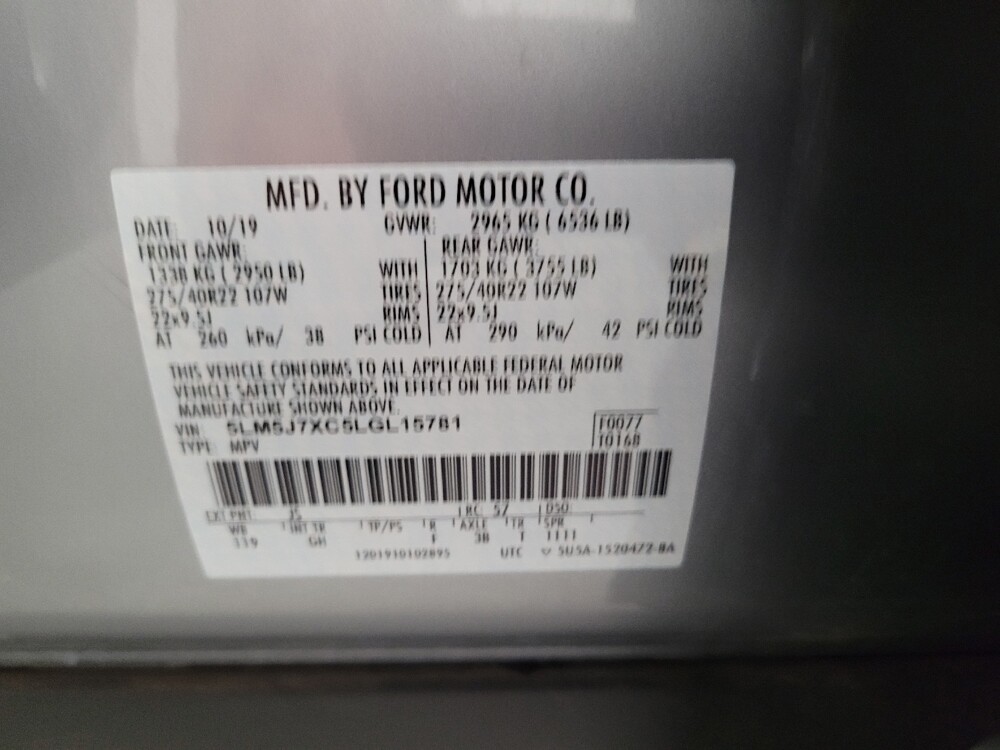 MFD. BY FORD MOTOR CO.
DATE: 10/19 GVWR: 2965 KG ( 6536 LB)
FRONT GAWR: REAR GAWR:
1338 KG ( 2950 LB) WITH 1703 KG ( 3755 LB) WITH
275/40R22 107W TIRES 275/40R22 107W TIRES
22x9.5J RIMS 22x9.5J RIMS
AT 260 kPa/ 38 PSI COLD AT 290 kPa/ 42 PSI COLD
THIS VEHICLE CONFORMS TO ALL APPLICABLE FEDERAL MOTOR
VEHICLE SAFETY STANDARDS IN EFFECT ON THE DATE OF
MANUFACTURE SHOWN ABOVE.
VIN: 5LM5J7XC5LGL15781 F0077
TYPE: MPV T0168
EXT PNT: JS RC: 57 DSO:
WB INT TR TP/PS R AXLE TR SPR
119 GH F 3B T 1111
1201910102895 UTC ▽ 5U5A-1520472-BA